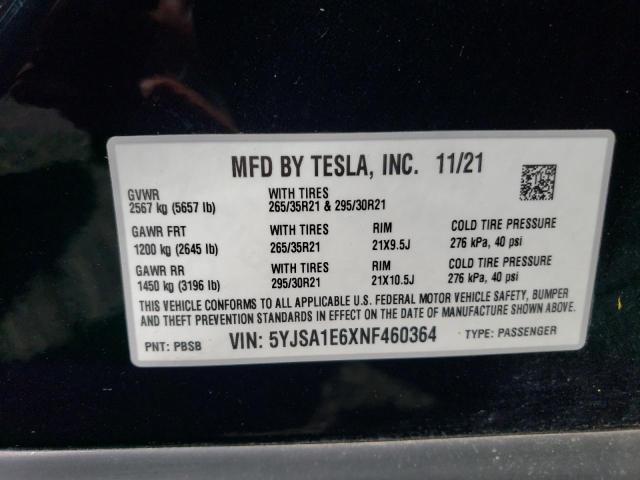 MFD BY TESLA, INC. 11/21
GVWR WITH TIRES
2567 kg (5657 lb) 265/35R21 & 295/30R21
GAWR FRT WITH TIRES RIM COLD TIRE PRESSURE
1200 kg (2645 lb) 265/35R21 21X9.5J 276 kPa, 40 psi
GAWR RR WITH TIRES RIM COLD TIRE PRESSURE
1450 kg (3196 lb) 295/30R21 21X10.5J 276 kPa, 40 psi
THIS VEHICLE CONFORMS TO ALL APPLICABLE U.S. FEDERAL MOTOR VEHICLE SAFETY, BUMPER
AND THEFT PREVENTION STANDARDS IN EFFECT ON THE DATE OF MANUFACTURE SHOWN ABOVE.
PNT: PBSB VIN: 5YJSA1E6XNF460364 TYPE: PASSENGER